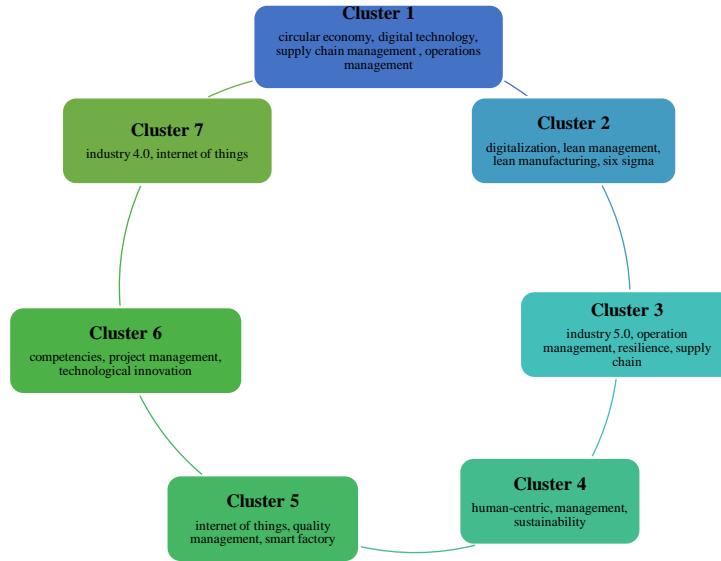 Cluster 1
circular economy, digital technology,
supply chain management , operations
management
Cluster 2
digitalization, lean management,
lean manufacturing, six sigma
Cluster 3
industry 5.0, operation
management, resilience, supply
chain
Cluster 4
human-centric, management,
sustainability
Cluster 5
internet of things, quality
management, smart factory
Cluster 6
competencies, project management,
technological innovation
Cluster 7
industry 4.0, internet of things